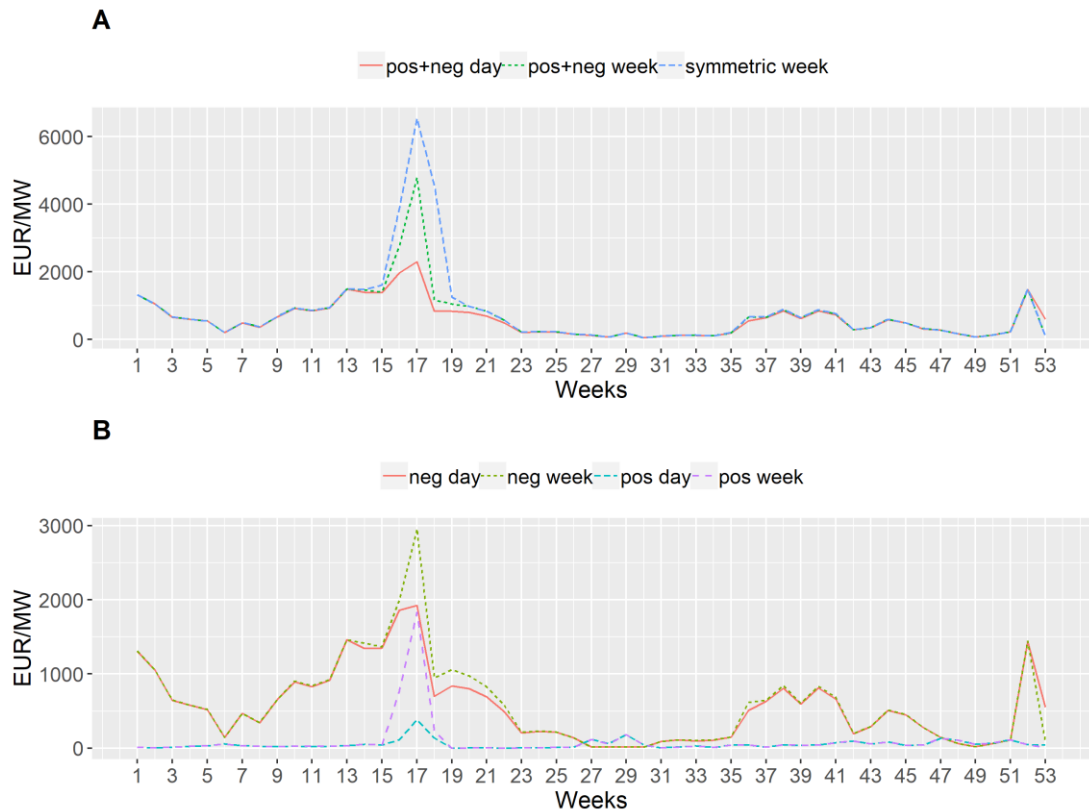 A
pos+neg day pos+neg week symmetric week
6000
4000
2000
0
EUR/MW
1 3 5 7 9 11 13 15 17 19 21 23 25 27 29 31 33 35 37 39 41 43 45 47 49 51 53
Weeks
B
neg day neg week pos day pos week
3000
2000
1000
0
EUR/MW
1 3 5 7 9 11 13 15 17 19 21 23 25 27 29 31 33 35 37 39 41 43 45 47 49 51 53
Weeks